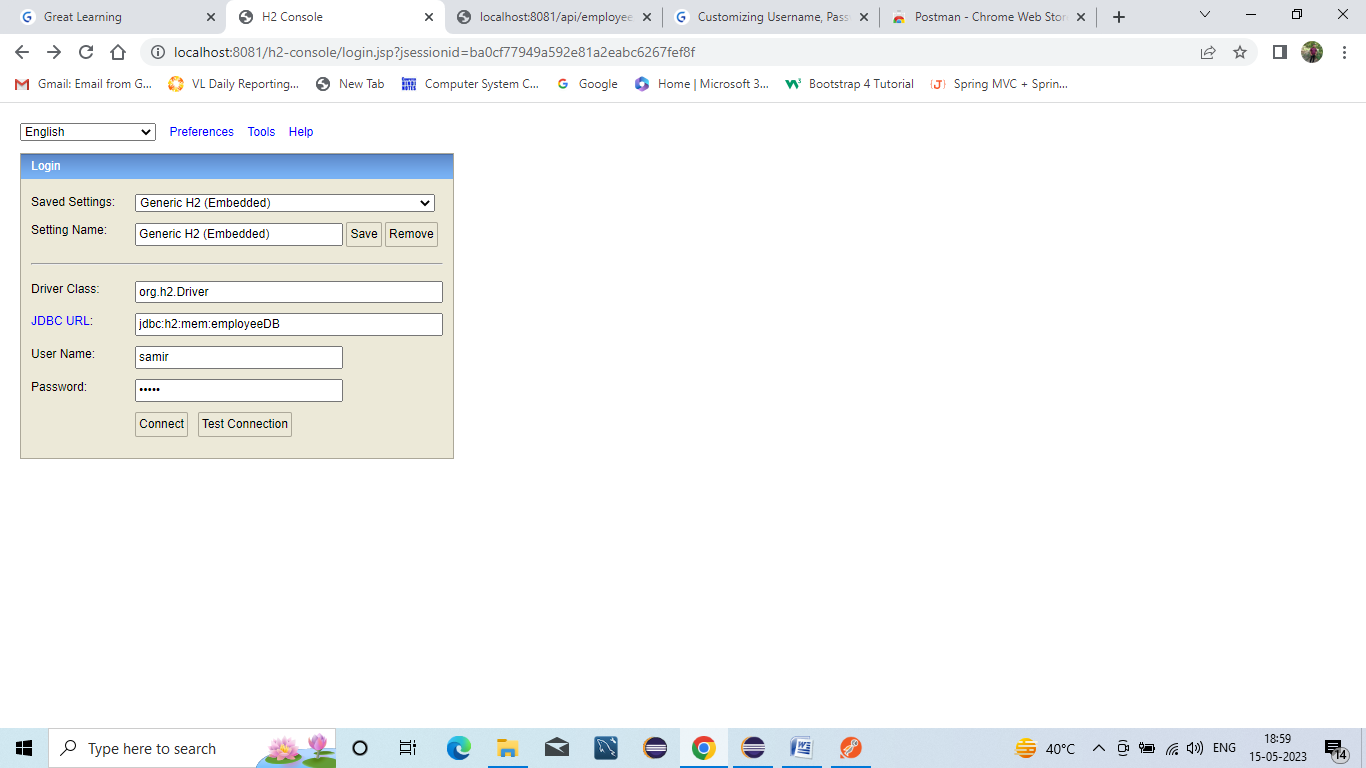 Great Learning
H2 Console
localhost:8081/api/employee
Customizing Username, Pass
Postman - Chrome Web Stor
localhost:8081/h2-console/login.jsp?jsessionid=ba0cf77949a592e81a2eabc6267fef8f
Gmail: Email from G...
VL Daily Reporting...
New Tab
Computer System C...
Google
Home | Microsoft 3...
Bootstrap 4 Tutorial
Spring MVC + Sprin...
English
Preferences
Tools
Help
Login
Saved Settings:
Generic H2 (Embedded)
Setting Name:
Generic H2 (Embedded)
Save
Remove
Driver Class:
org.h2.Driver
JDBC URL:
jdbc:h2:mem:employeeDB
User Name:
samir
Password:
•••••
Connect
Test Connection
Type here to search
40°C
ENG
18:59
15-05-2023
14